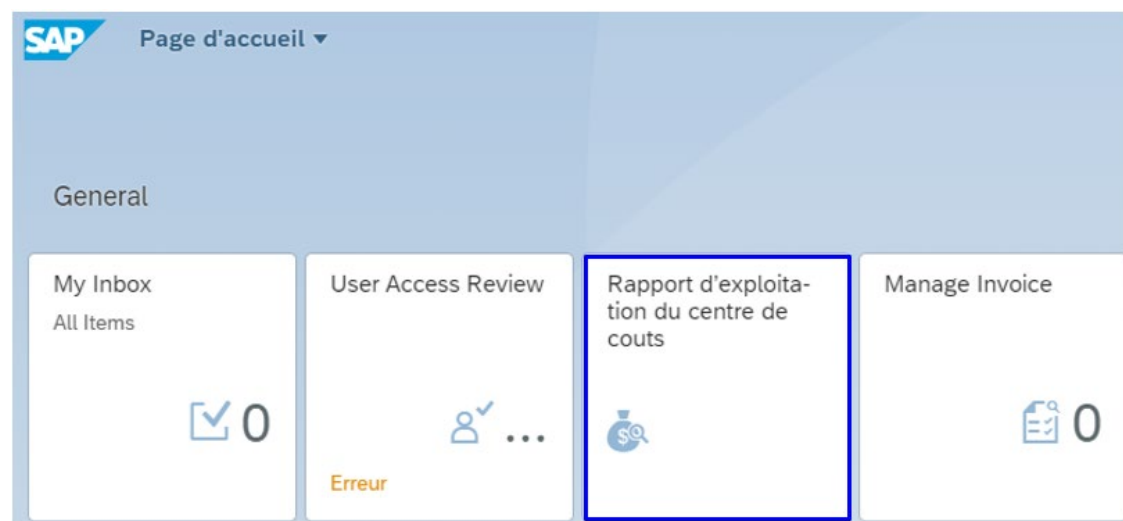 SAP Page d'accueil
General
My Inbox
All Items
0
User Access Review
...
Erreur
Rapport d'exploita-
tion du centre de
couts
$
Manage Invoice
0